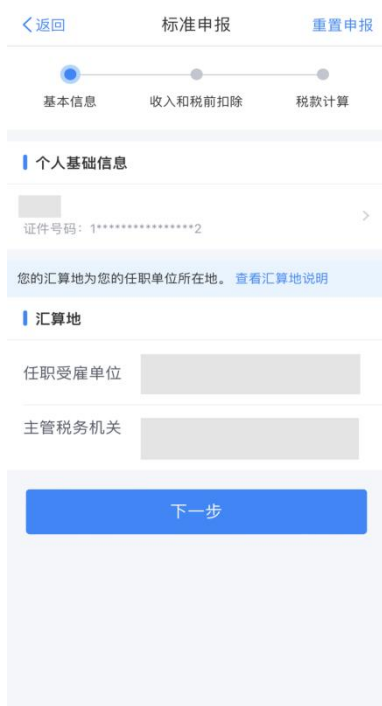 返回 标准申报 重置申报
基本信息 收入和税前扣除 税款计算
个人基础信息
证件号码：1****************2
您的汇算地为您的任职单位所在地。 查看汇算地说明
汇算地
任职受雇单位
主管税务机关
下一步